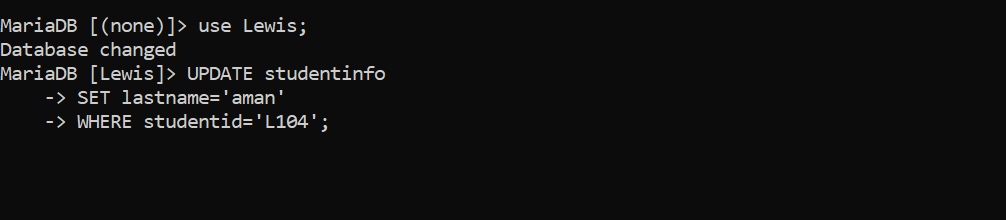 MariaDB [(none)]> use Lewis;
Database changed
MariaDB [Lewis]> UPDATE studentinfo
    -> SET lastname='aman'
    -> WHERE studentid='L104';